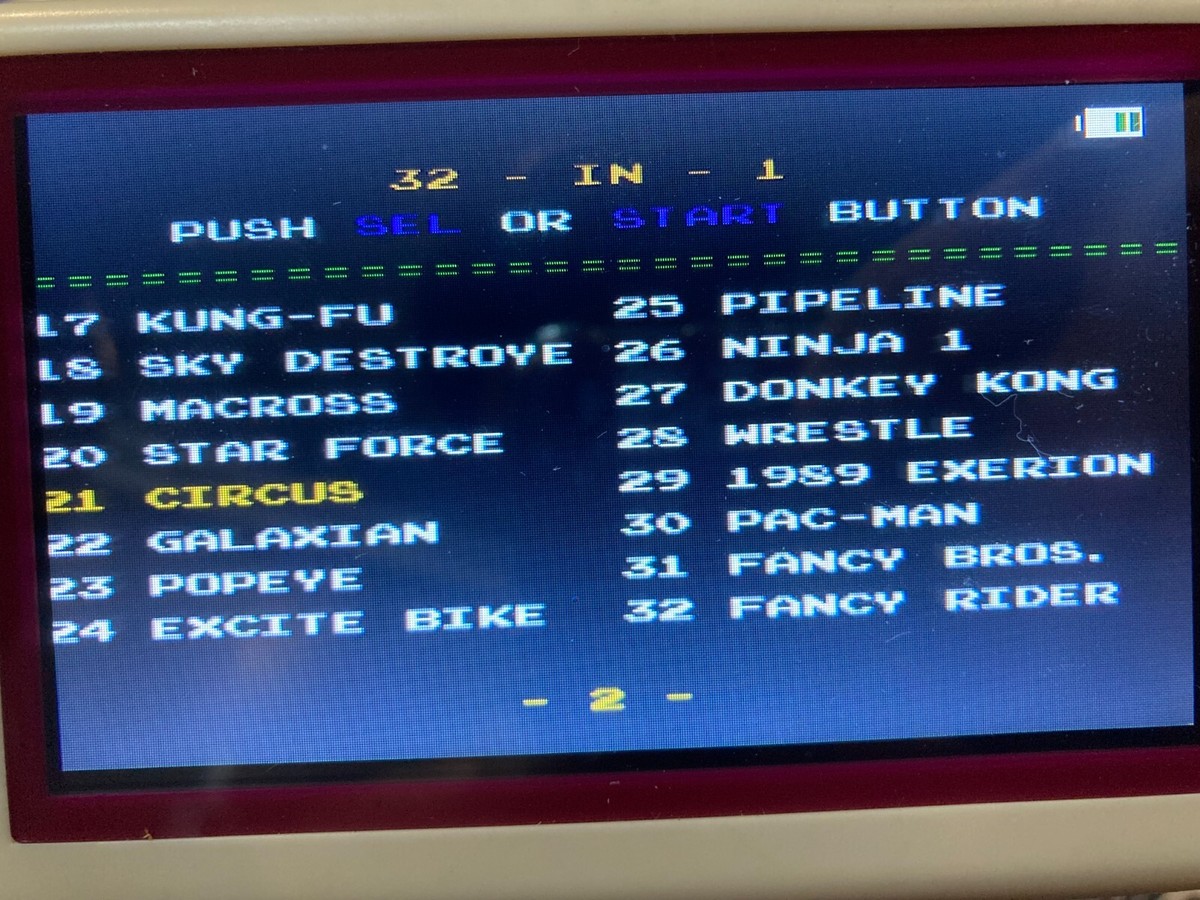 32 - IN - 1
PUSH SEL OR START BUTTON
================================
17 KUNG-FU
18 SKY DESTROYE
19 MACROSS
20 STAR FORCE
21 CIRCUS
22 GALAXIAN
23 POPEYE
24 EXCITE BIKE
25 PIPELINE
26 NINJA 1
27 DONKEY KONG
28 WRESTLE
29 1989 EXERION
30 PAC-MAN
31 FANCY BROS.
32 FANCY RIDER
- 2 -